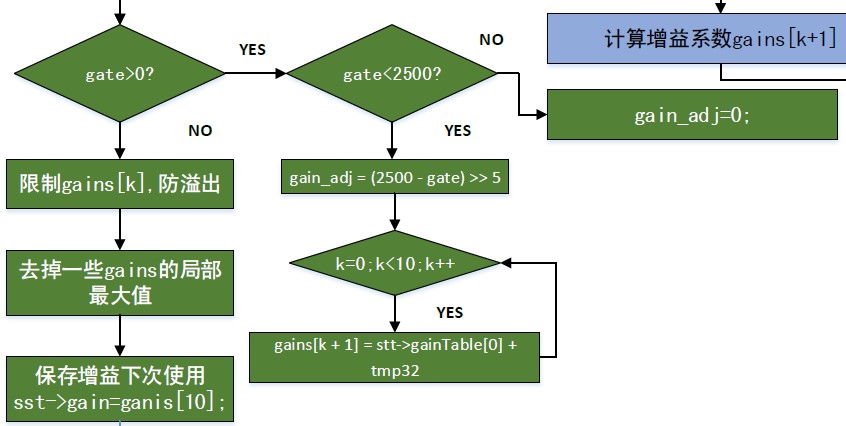 gate>0?
YES
gate<2500?
NO
计算增益系数gains[k+1]
gain_adj=0;
NO
YES
限制gains[k],防溢出
gain_adj = (2500 - gate) >> 5
去掉一些gains的局部
最大值
k=0;k<10;k++
YES
gains[k + 1] = stt->gainTable[0] +
tmp32
保存增益下次使用
sst->gain=ganis[10];